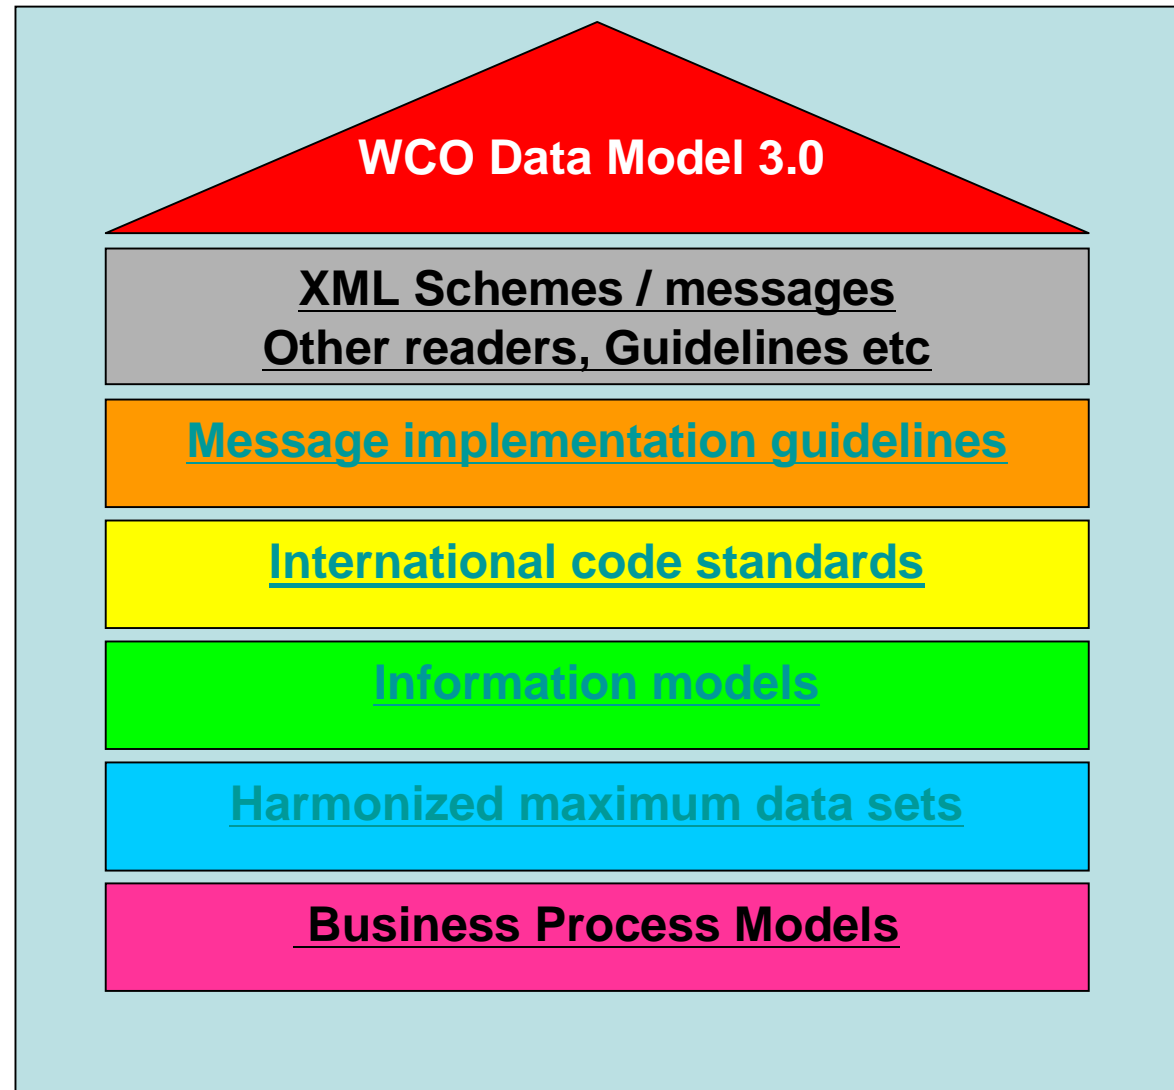 WCO Data Model 3.0
XML Schemes / messages
Other readers, Guidelines etc
Message implementation guidelines
International code standards
Information models
Harmonized maximum data sets
Business Process Models